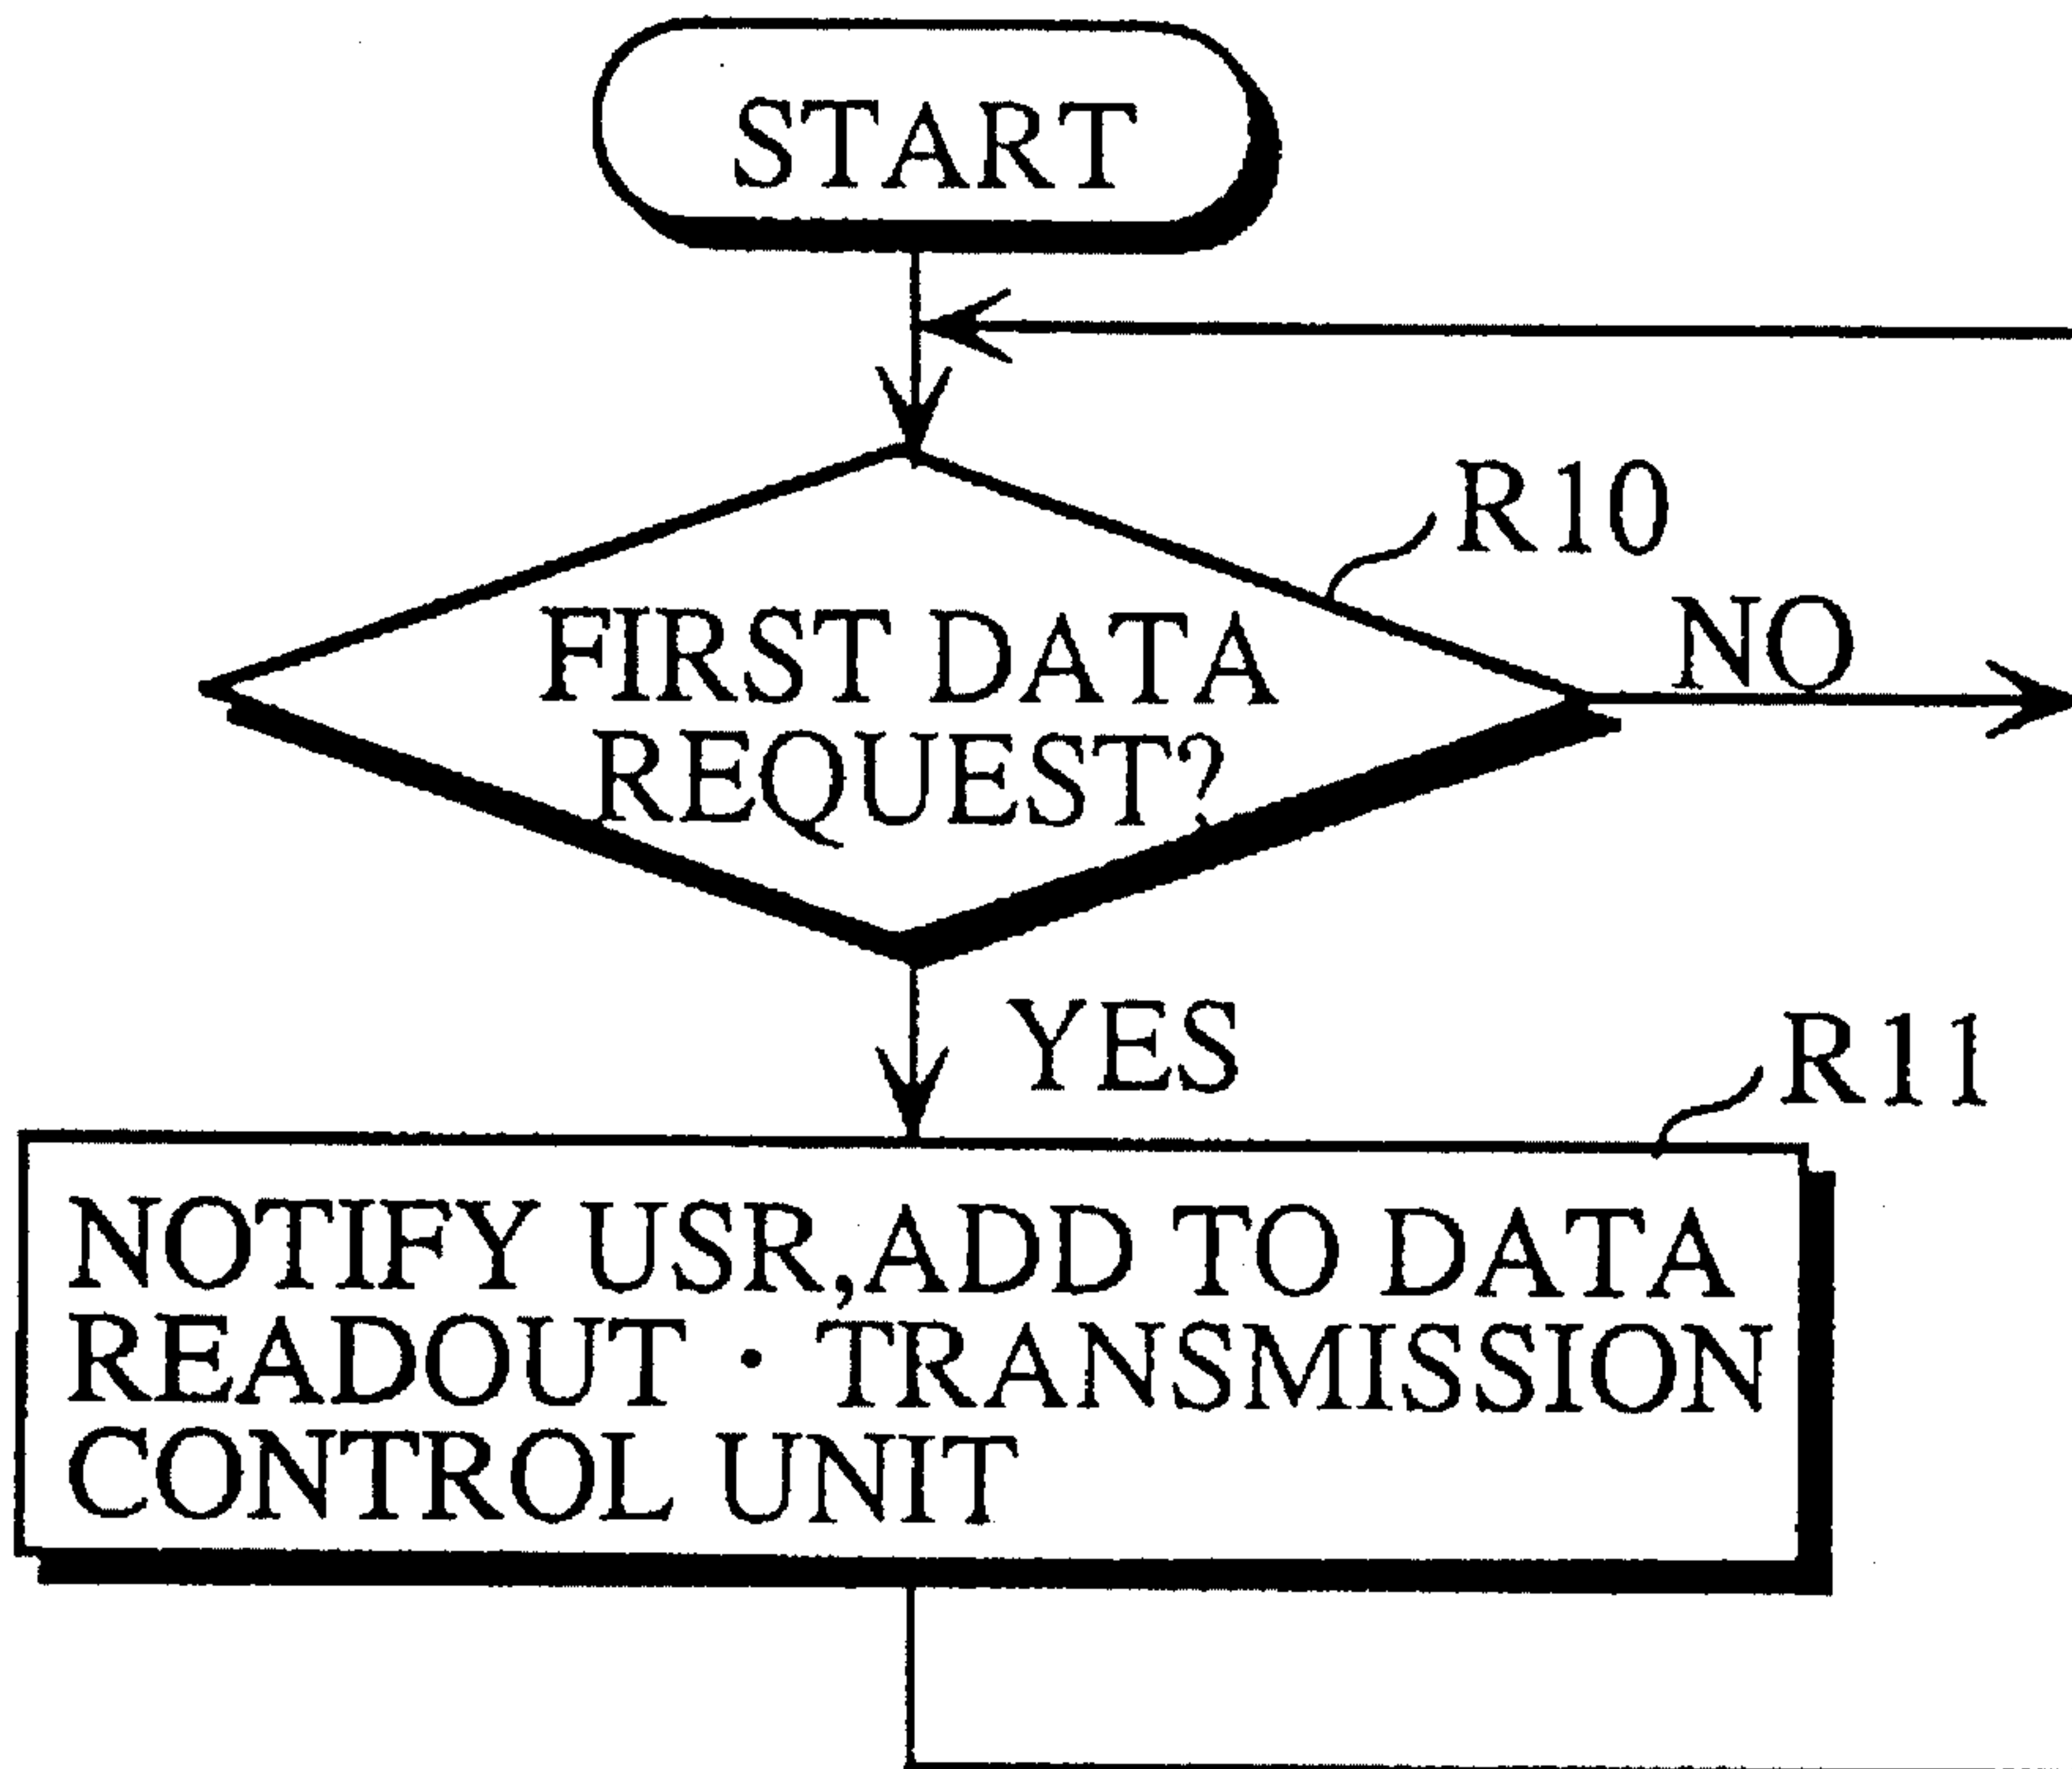 START
R10
FIRST DATA
REQUEST?
NO
YES
R11
NOTIFY USR,ADD TO DATA
READOUT・TRANSMISSION
CONTROL UNIT